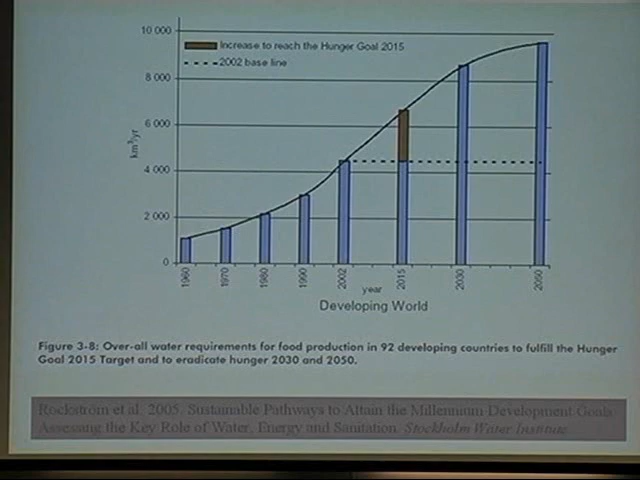 10 000
Increase to reach the Hunger Goal 2015
2002 base line
8 000
6 000
km³/yr
4 000
2 000
0
1960 1970 1980 1990 2002 2015 2030 2050
year
Developing World
Figure 3-8: Over-all water requirements for food production in 92 developing countries to fulfill the Hunger
Goal 2015 Target and to eradicate hunger 2030 and 2050.
Rockström et al. 2005. Sustainable Pathways to Attain the Millennium Development Goals
Assessing the Key Role of Water, Energy and Sanitation. Stockholm Water Institute